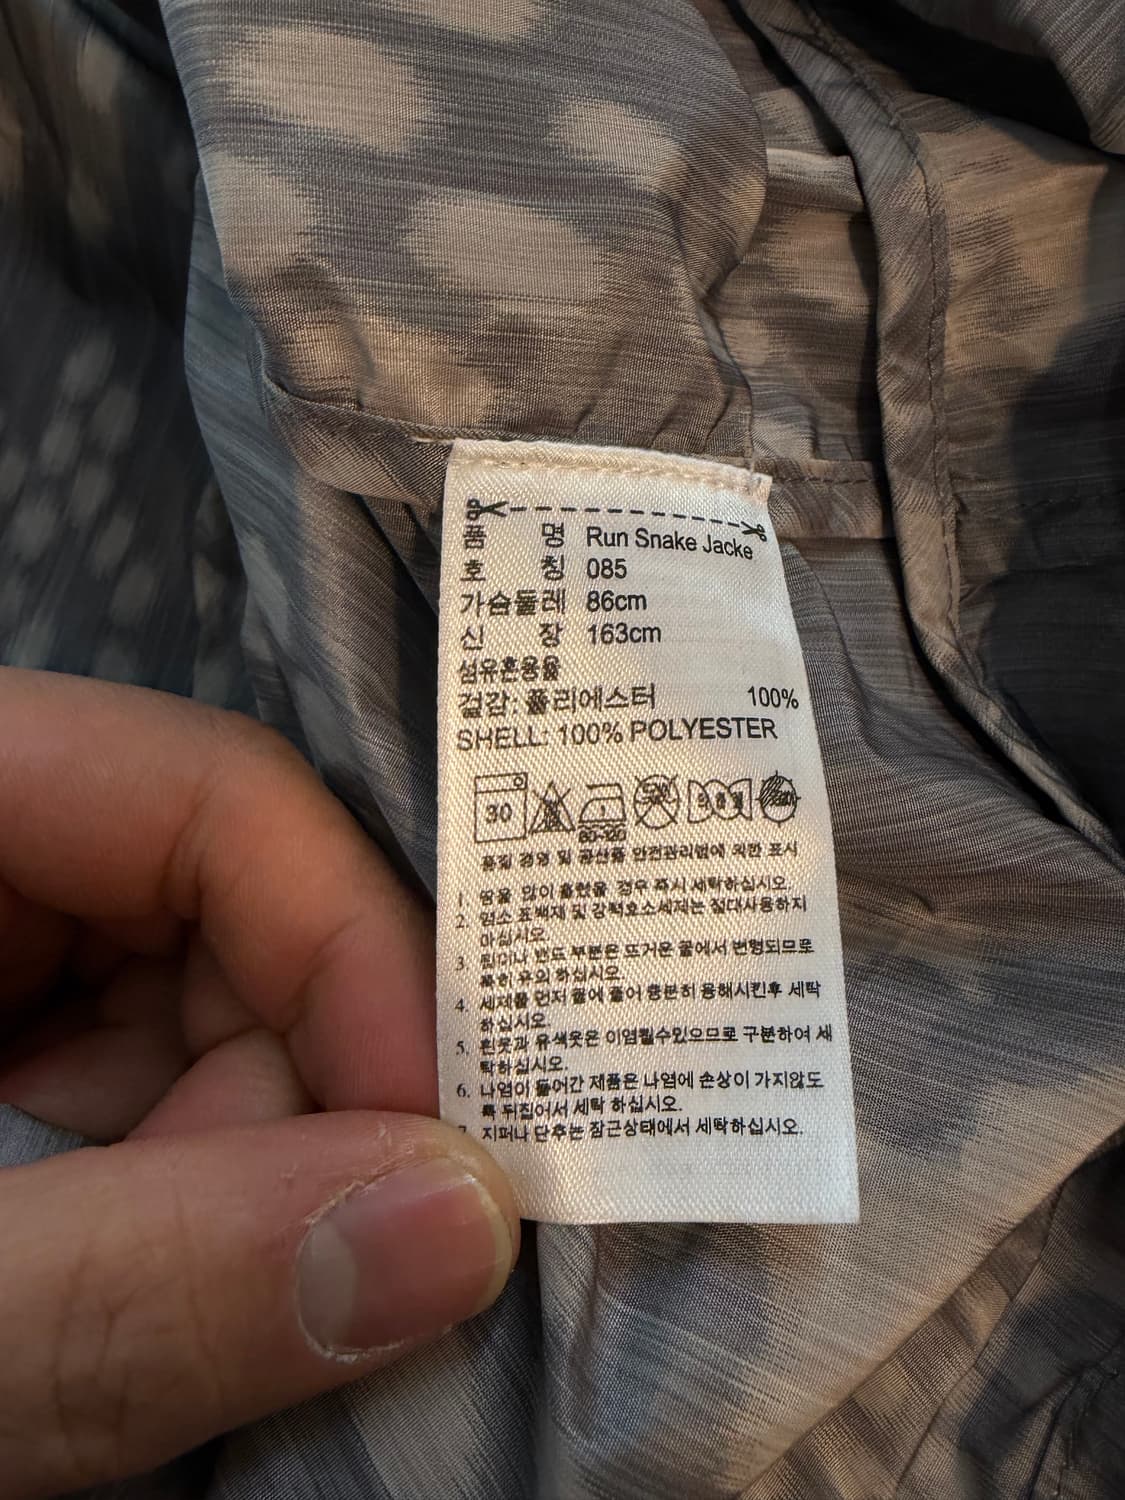 품 명 Run Snake Jacke
호 칭 085
가슴둘레 86cm
신 장 163cm
섬유혼용율
겉감: 폴리에스터 100%
SHELL: 100% POLYESTER
30
80-120
품질 경영 및 공산품 안전관리법에 의한 표시
1. 땀을 많이 흘렸을 경우 즉시 세탁하십시오.
2. 염소 표백제 및 강력효소세제는 절대사용하지
마십시오.
3. 밴드 부분은 뜨거운 물에서 변형되므로
특히 유의 하십시오.
4. 세제를 먼저 물에 풀어 충분히 용해시킨후 세탁
하십시오.
5. 흰옷과 유색옷은 이염될수있으므로 구분하여 세
탁하십시오.
6. 나염이 들어간 제품은 나염에 손상이 가지않도
록 뒤집어서 세탁 하십시오.
7. 지퍼나 단추는 잠근상태에서 세탁하십시오.